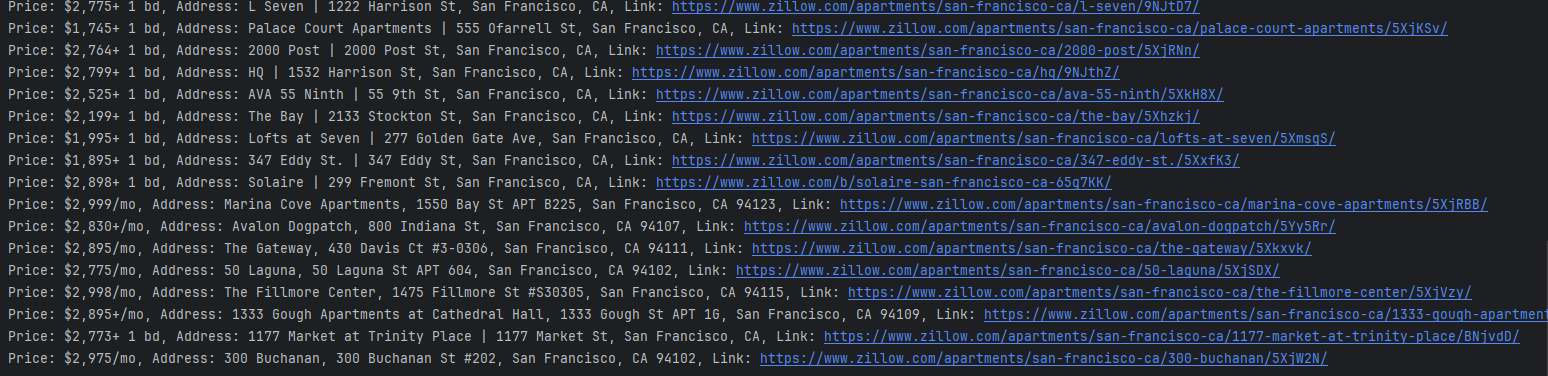 Price: $2,775+ 1 bd, Address: L Seven | 1222 Harrison St, San Francisco, CA, Link: https://www.zillow.com/apartments/san-francisco-ca/l-seven/9NJtD7/
Price: $1,745+ 1 bd, Address: Palace Court Apartments | 555 Ofarrell St, San Francisco, CA, Link: https://www.zillow.com/apartments/san-francisco-ca/palace-court-apartments/5XjKSv/
Price: $2,764+ 1 bd, Address: 2000 Post | 2000 Post St, San Francisco, CA, Link: https://www.zillow.com/apartments/san-francisco-ca/2000-post/5XjRNn/
Price: $2,799+ 1 bd, Address: HQ | 1532 Harrison St, San Francisco, CA, Link: https://www.zillow.com/apartments/san-francisco-ca/hq/9NJthZ/
Price: $2,525+ 1 bd, Address: AVA 55 Ninth | 55 9th St, San Francisco, CA, Link: https://www.zillow.com/apartments/san-francisco-ca/ava-55-ninth/5XkH8X/
Price: $2,199+ 1 bd, Address: The Bay | 2133 Stockton St, San Francisco, CA, Link: https://www.zillow.com/apartments/san-francisco-ca/the-bay/5Xhzkj/
Price: $1,995+ 1 bd, Address: Lofts at Seven | 277 Golden Gate Ave, San Francisco, CA, Link: https://www.zillow.com/apartments/san-francisco-ca/lofts-at-seven/5XmsgS/
Price: $1,895+ 1 bd, Address: 347 Eddy St. | 347 Eddy St, San Francisco, CA, Link: https://www.zillow.com/apartments/san-francisco-ca/347-eddy-st./5XxfK3/
Price: $2,898+ 1 bd, Address: Solaire | 299 Fremont St, San Francisco, CA, Link: https://www.zillow.com/b/solaire-san-francisco-ca-65g7KK/
Price: $2,999/mo, Address: Marina Cove Apartments, 1550 Bay St APT B225, San Francisco, CA 94123, Link: https://www.zillow.com/apartments/san-francisco-ca/marina-cove-apartments/5XjRBB/
Price: $2,830+/mo, Address: Avalon Dogpatch, 800 Indiana St, San Francisco, CA 94107, Link: https://www.zillow.com/apartments/san-francisco-ca/avalon-dogpatch/5Yy5Rr/
Price: $2,895/mo, Address: The Gateway, 430 Davis Ct #3-0306, San Francisco, CA 94111, Link: https://www.zillow.com/apartments/san-francisco-ca/the-gateway/5Xkxvk/
Price: $2,775/mo, Address: 50 Laguna, 50 Laguna St APT 604, San Francisco, CA 94102, Link: https://www.zillow.com/apartments/san-francisco-ca/50-laguna/5XjSDX/
Price: $2,998/mo, Address: The Fillmore Center, 1475 Fillmore St #S30305, San Francisco, CA 94115, Link: https://www.zillow.com/apartments/san-francisco-ca/the-fillmore-center/5XjVzy/
Price: $2,895+/mo, Address: 1333 Gough Apartments at Cathedral Hall, 1333 Gough St APT 1G, San Francisco, CA 94109, Link: https://www.zillow.com/apartments/san-francisco-ca/1333-gough-apartment
Price: $2,773+ 1 bd, Address: 1177 Market at Trinity Place | 1177 Market St, San Francisco, CA, Link: https://www.zillow.com/apartments/san-francisco-ca/1177-market-at-trinity-place/BNjvdD/
Price: $2,975/mo, Address: 300 Buchanan, 300 Buchanan St #202, San Francisco, CA 94102, Link: https://www.zillow.com/apartments/san-francisco-ca/300-buchanan/5XjW2N/